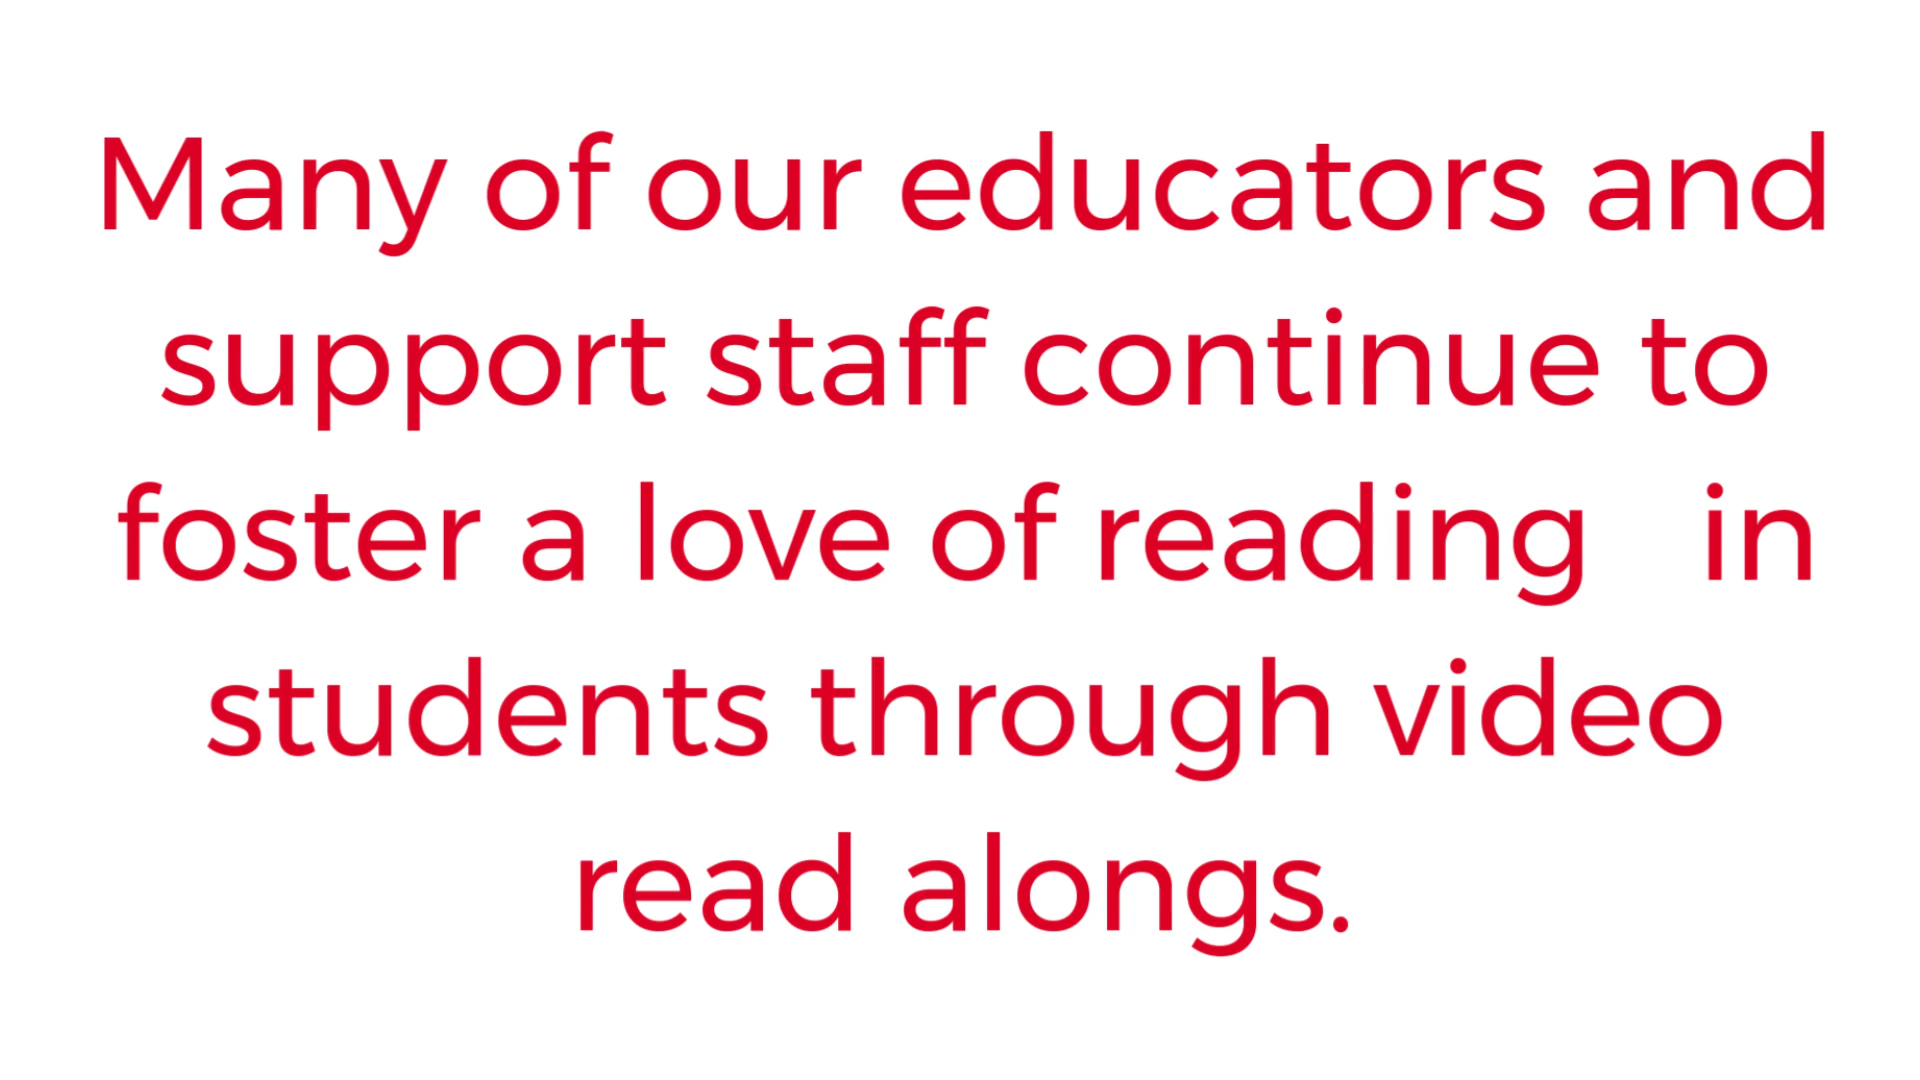 Many of our educators and
support staff continue to
foster a love of reading in
students through video
read alongs.